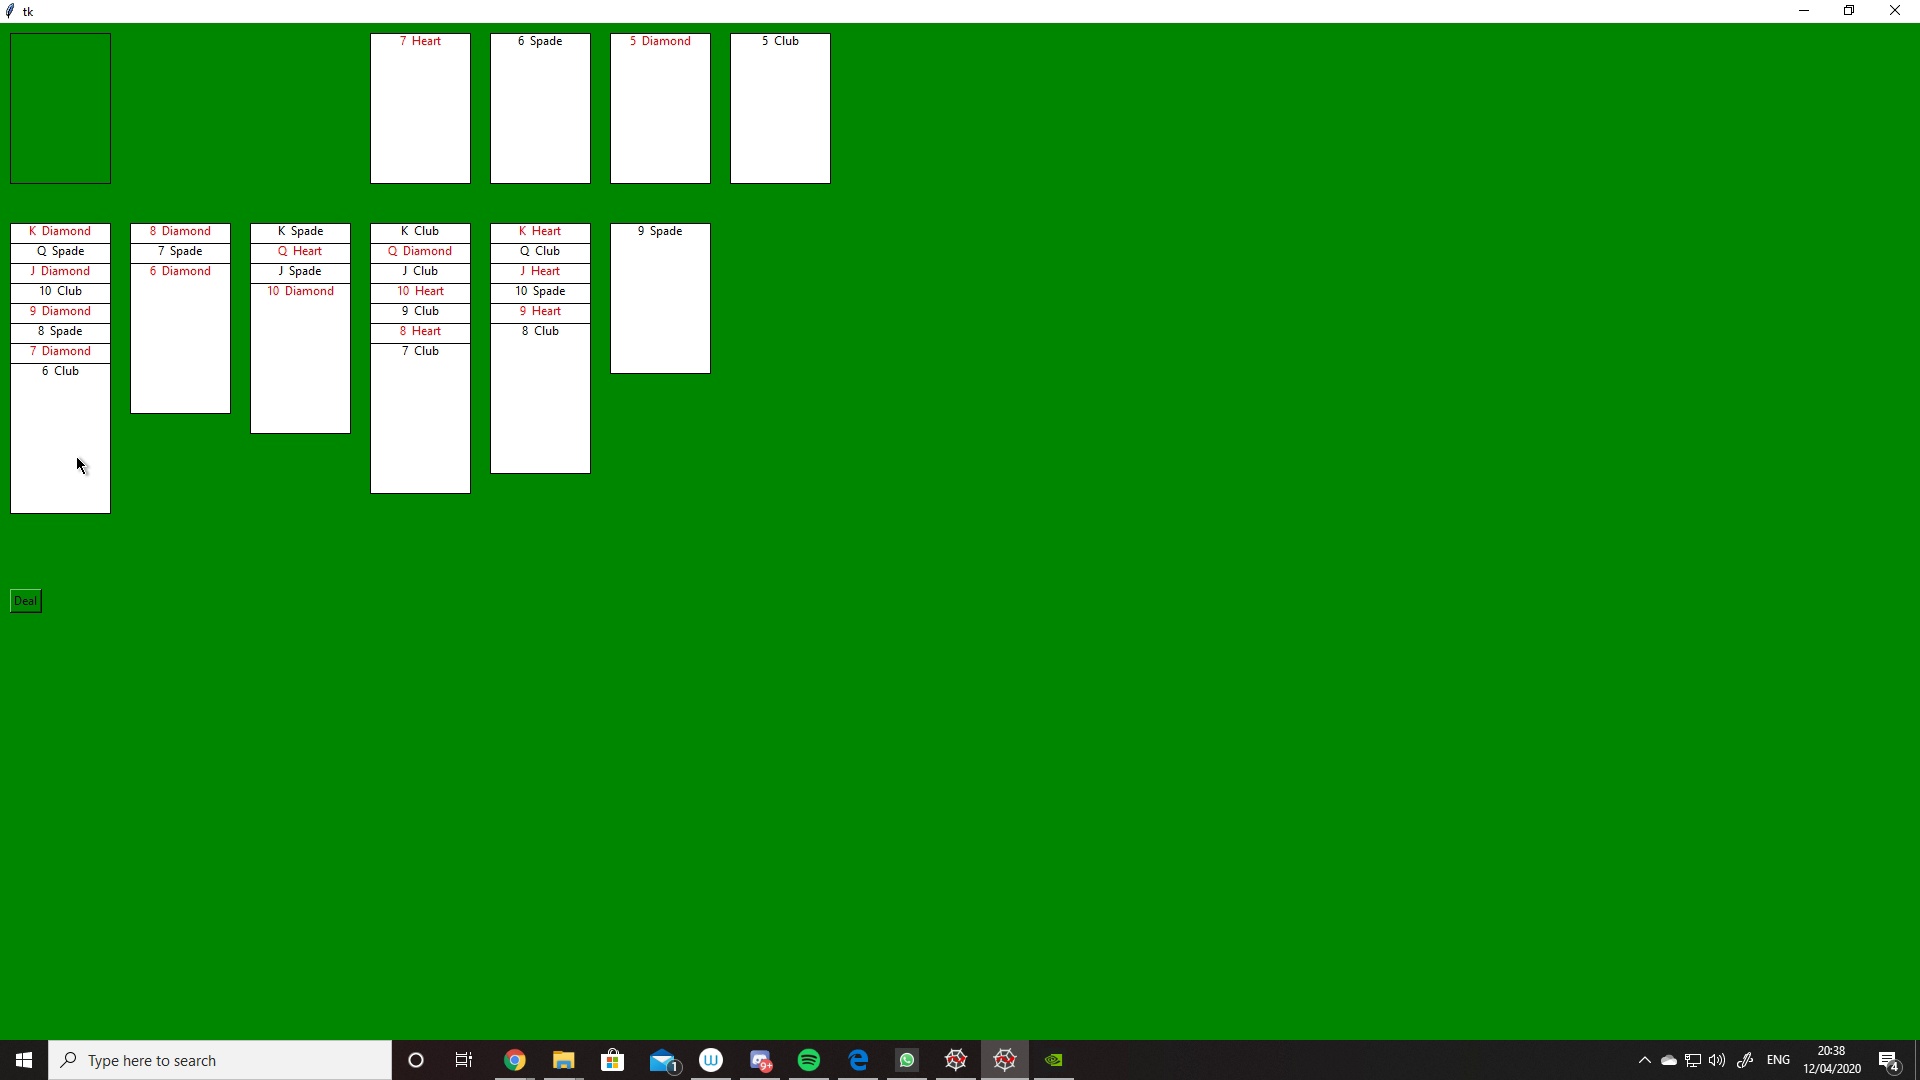 tk
7 Heart
6 Spade
5 Diamond
5 Club
K Diamond
Q Spade
J Diamond
10 Club
9 Diamond
8 Spade
7 Diamond
6 Club
8 Diamond
7 Spade
6 Diamond
K Spade
Q Heart
J Spade
10 Diamond
K Club
Q Diamond
J Club
10 Heart
9 Club
8 Heart
7 Club
K Heart
Q Club
J Heart
10 Spade
9 Heart
8 Club
9 Spade
Deal
Type here to search
1
W
9+
e
ENG
20:38
12/04/2020
4